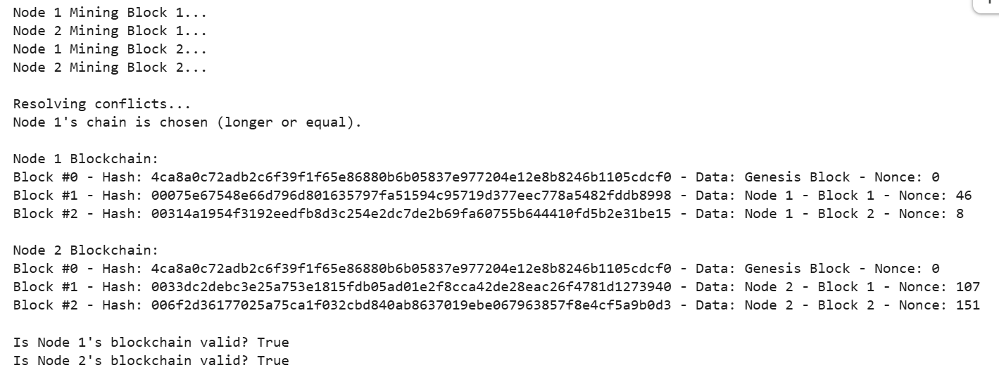 Node 1 Mining Block 1...
Node 2 Mining Block 1...
Node 1 Mining Block 2...
Node 2 Mining Block 2...
Resolving conflicts...
Node 1's chain is chosen (longer or equal).
Node 1 Blockchain:
Block #0 - Hash: 4ca8a0c72adb2c6f39f1f65e86880b6b05837e977204e12e8b8246b1105cdcf0 - Data: Genesis Block - Nonce: 0
Block #1 - Hash: 00075e67548e66d796d801635797fa51594c95719d377eec778a5482fddb8998 - Data: Node 1 - Block 1 - Nonce: 46
Block #2 - Hash: 00314a1954f3192eedfb8d3c254e2dc7de2b69fa60755b644410fd5b2e31be15 - Data: Node 1 - Block 2 - Nonce: 8
Node 2 Blockchain:
Block #0 - Hash: 4ca8a0c72adb2c6f39f1f65e86880b6b05837e977204e12e8b8246b1105cdcf0 - Data: Genesis Block - Nonce: 0
Block #1 - Hash: 0033dc2debc3e25a753e1815fdb05ad01e2f8cca42de28eac26f4781d1273940 - Data: Node 2 - Block 1 - Nonce: 107
Block #2 - Hash: 006f2d36177025a75ca1f032cbd840ab8637019ebe067963857f8e4cf5a9b0d3 - Data: Node 2 - Block 2 - Nonce: 151
Is Node 1's blockchain valid? True
Is Node 2's blockchain valid? True